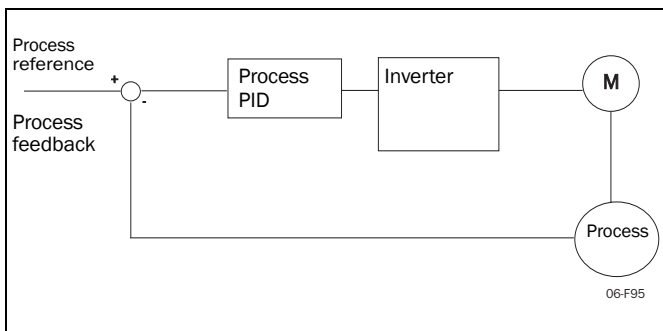 Process
reference
+
-
Process
feedback
Process
PID
Inverter
M
Process
06-F95